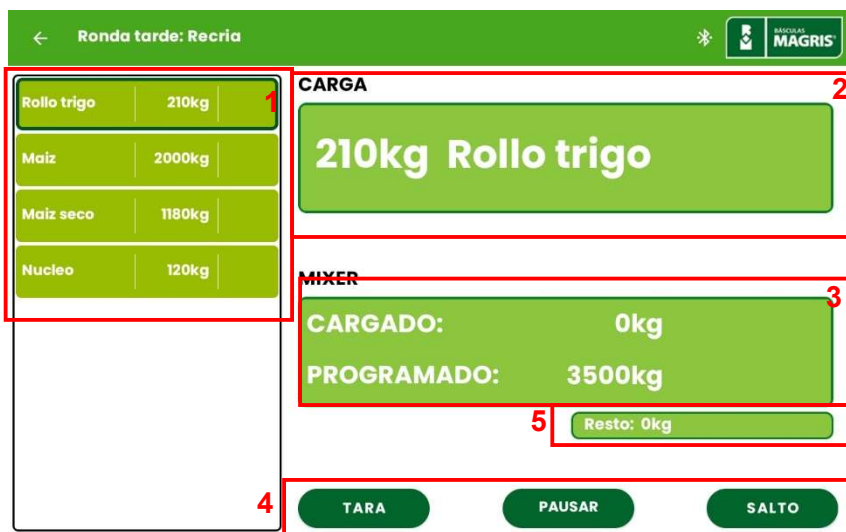 Ronda tarde: Recria
BÁSCULAS
MAGRIS
1
Rollo trigo 210kg
Maiz 2000kg
Maiz seco 1180kg
Nucleo 120kg
CARGA
2
210kg Rollo trigo
MIXER
3
CARGADO: 0kg
PROGRAMADO: 3500kg
5
Resto: 0kg
4
TARA PAUSAR SALTO